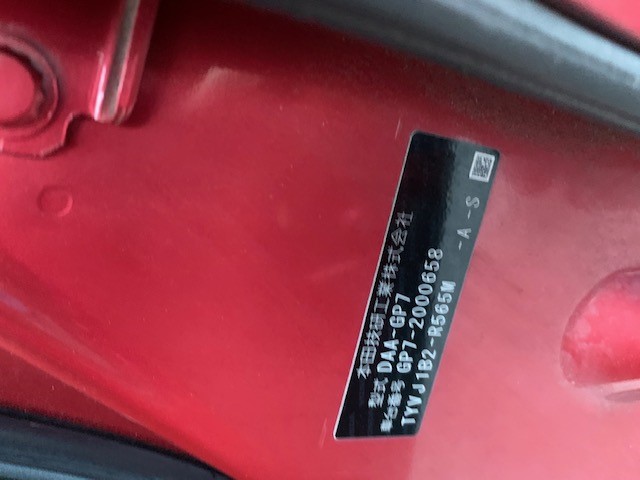 本田技研工業株式会社
型式 DAA-GP7
車台番号 GP7-2000658
TYVJ1B2-R565M -A-S